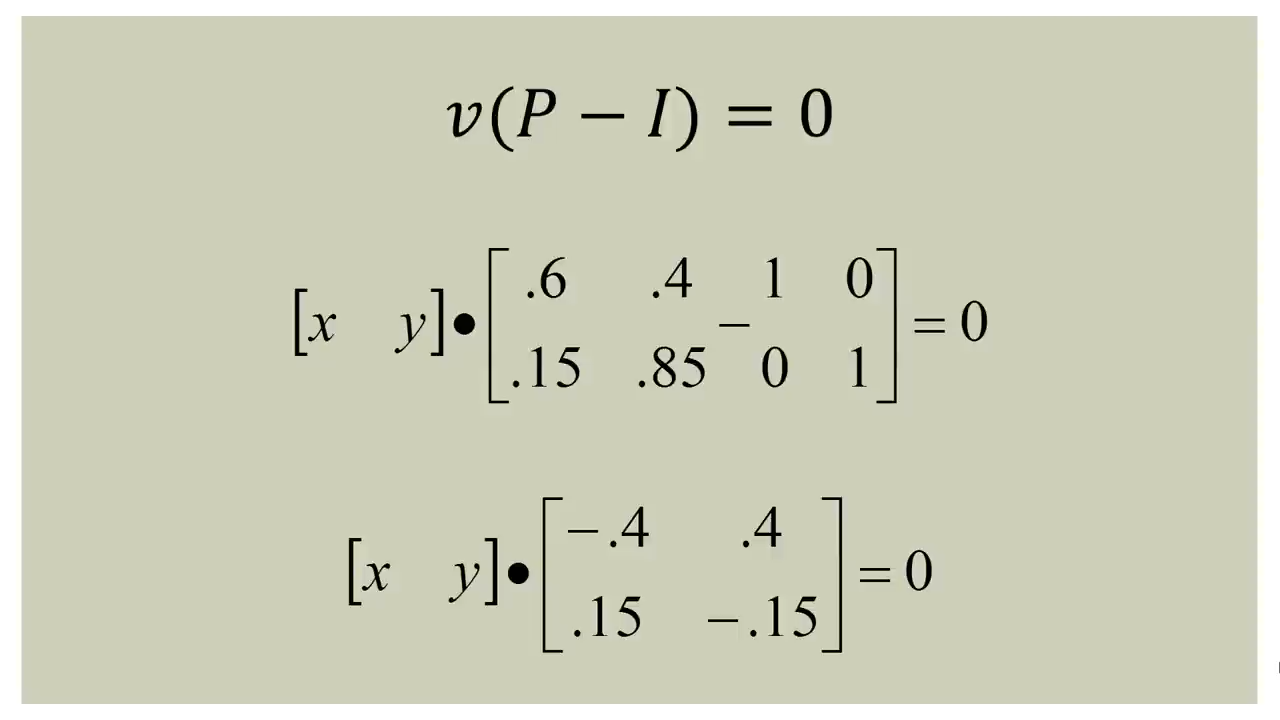 v(P − I) = 0
[x y]•[.6 .4 − 1 0
.15 .85 0 1] = 0
[x y]•[−.4 .4
.15 −.15] = 0